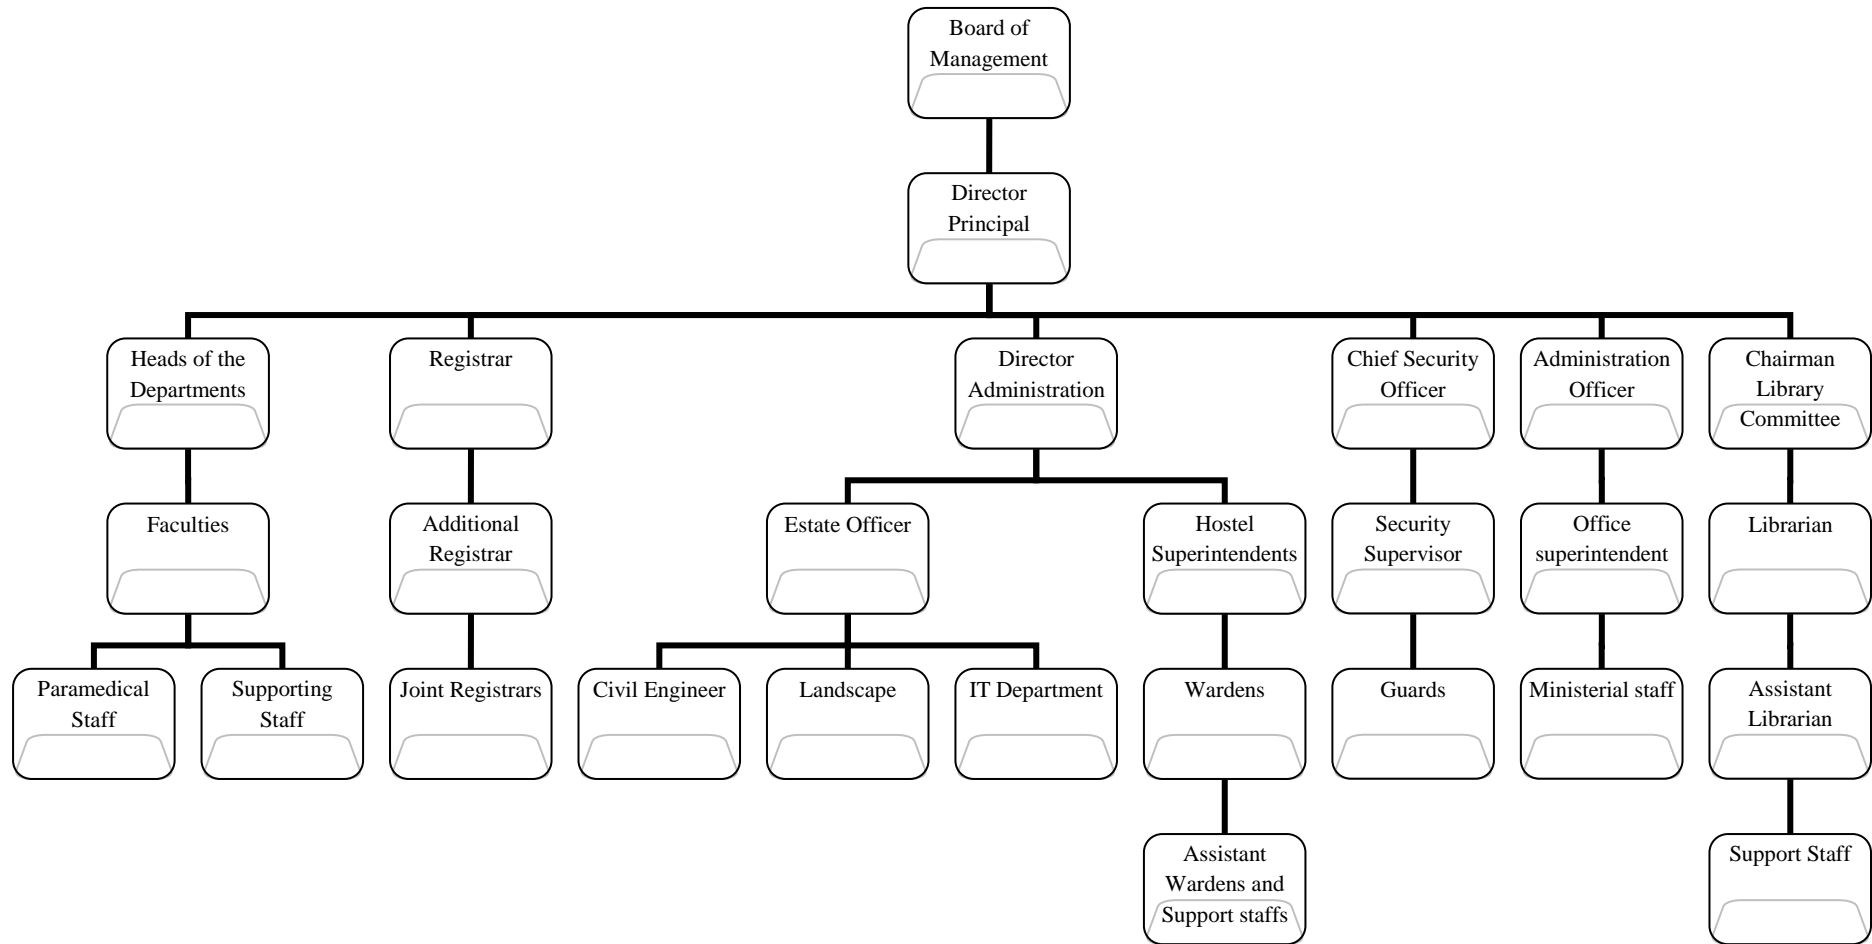 Board of
Management
Director
Principal
Heads of the
Departments
Registrar
Director
Administration
Chief Security
Officer
Administration
Officer
Chairman
Library
Committee
Faculties
Additional
Registrar
Estate Officer
Hostel
Superintendents
Security
Supervisor
Office
superintendent
Librarian
Paramedical
Staff
Supporting
Staff
Joint Registrars
Civil Engineer
Landscape
IT Department
Wardens
Guards
Ministerial staff
Assistant
Librarian
Assistant
Wardens and
Support staffs
Support Staff